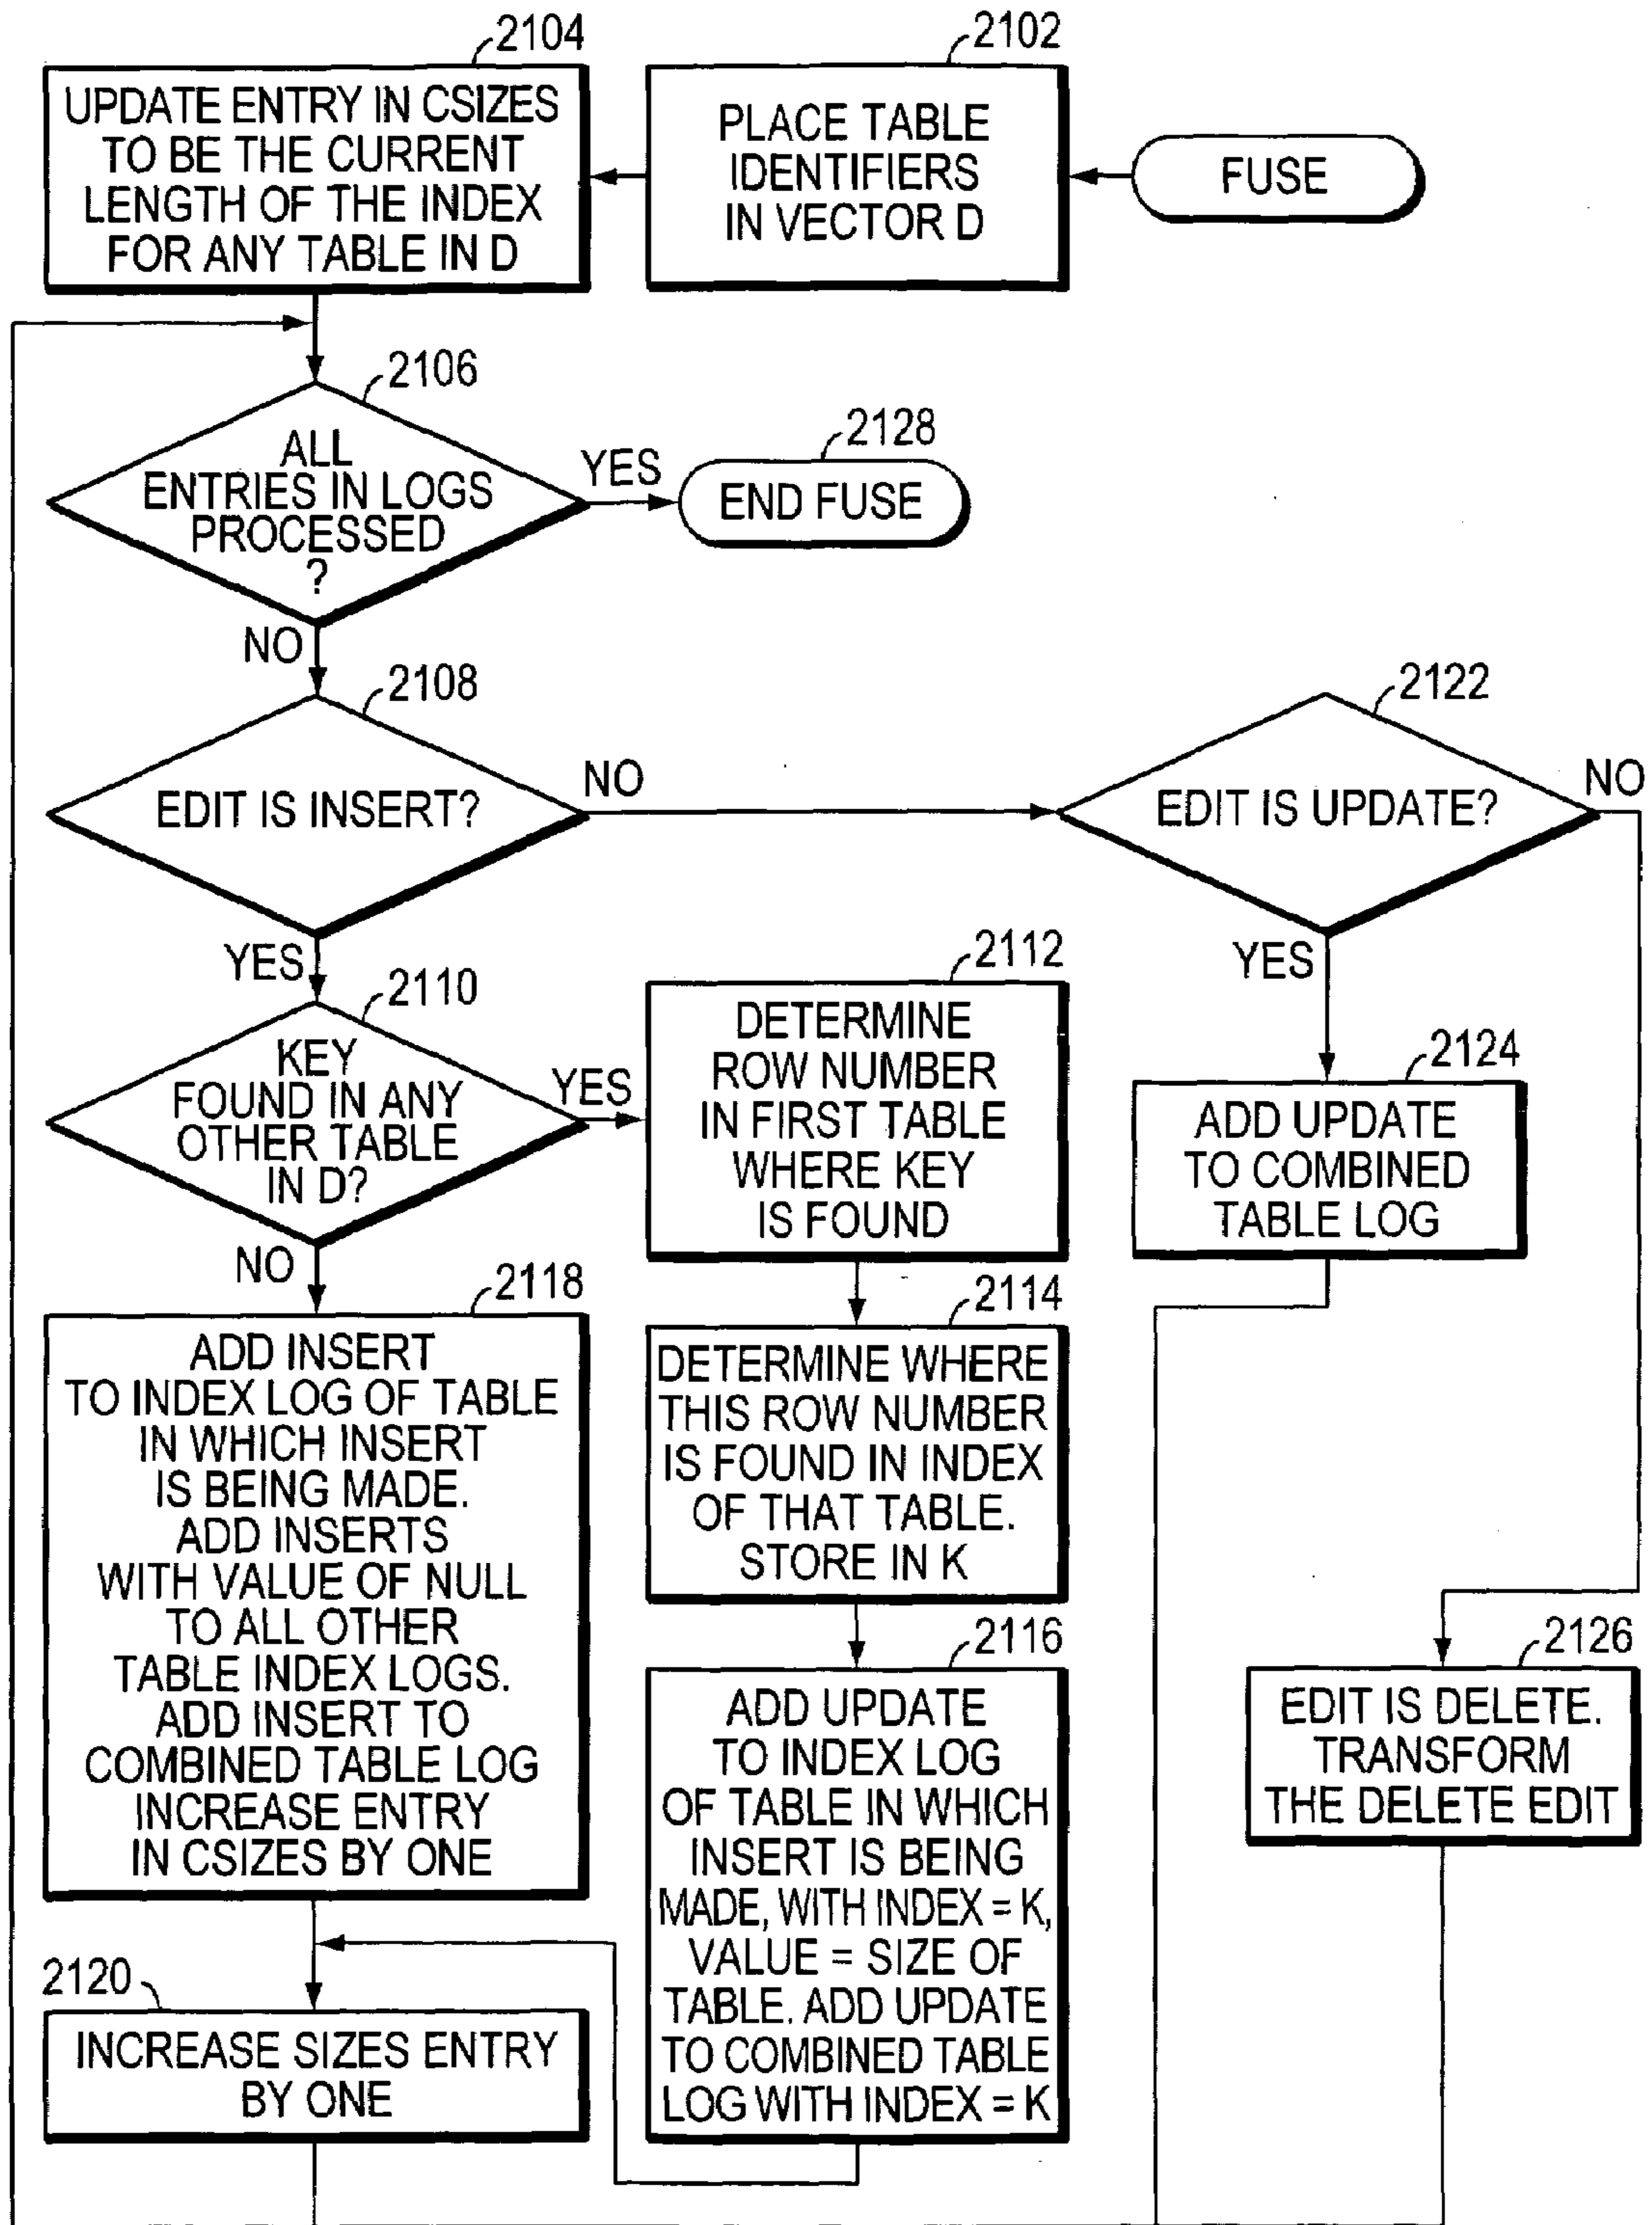 2104
UPDATE ENTRY IN CSIZES
TO BE THE CURRENT
LENGTH OF THE INDEX
FOR ANY TABLE IN D
2102
PLACE TABLE
IDENTIFIERS
IN VECTOR D
FUSE
2106
ALL
ENTRIES IN LOGS
PROCESSED
?
YES
2128
END FUSE
NO
2108
EDIT IS INSERT?
NO
2122
EDIT IS UPDATE?
NO
YES
YES
2110
KEY
FOUND IN ANY
OTHER TABLE
IN D?
YES
2112
DETERMINE
ROW NUMBER
IN FIRST TABLE
WHERE KEY
IS FOUND
2124
ADD UPDATE
TO COMBINED
TABLE LOG
NO
2118
ADD INSERT
TO INDEX LOG OF TABLE
IN WHICH INSERT
IS BEING MADE.
ADD INSERTS
WITH VALUE OF NULL
TO ALL OTHER
TABLE INDEX LOGS.
ADD INSERT TO
COMBINED TABLE LOG
INCREASE ENTRY
IN CSIZES BY ONE
2114
DETERMINE WHERE
THIS ROW NUMBER
IS FOUND IN INDEX
OF THAT TABLE.
STORE IN K
2116
ADD UPDATE
TO INDEX LOG
OF TABLE IN WHICH
INSERT IS BEING
MADE, WITH INDEX = K,
VALUE = SIZE OF
TABLE. ADD UPDATE
TO COMBINED TABLE
LOG WITH INDEX = K
2126
EDIT IS DELETE.
TRANSFORM
THE DELETE EDIT
2120
INCREASE SIZES ENTRY
BY ONE